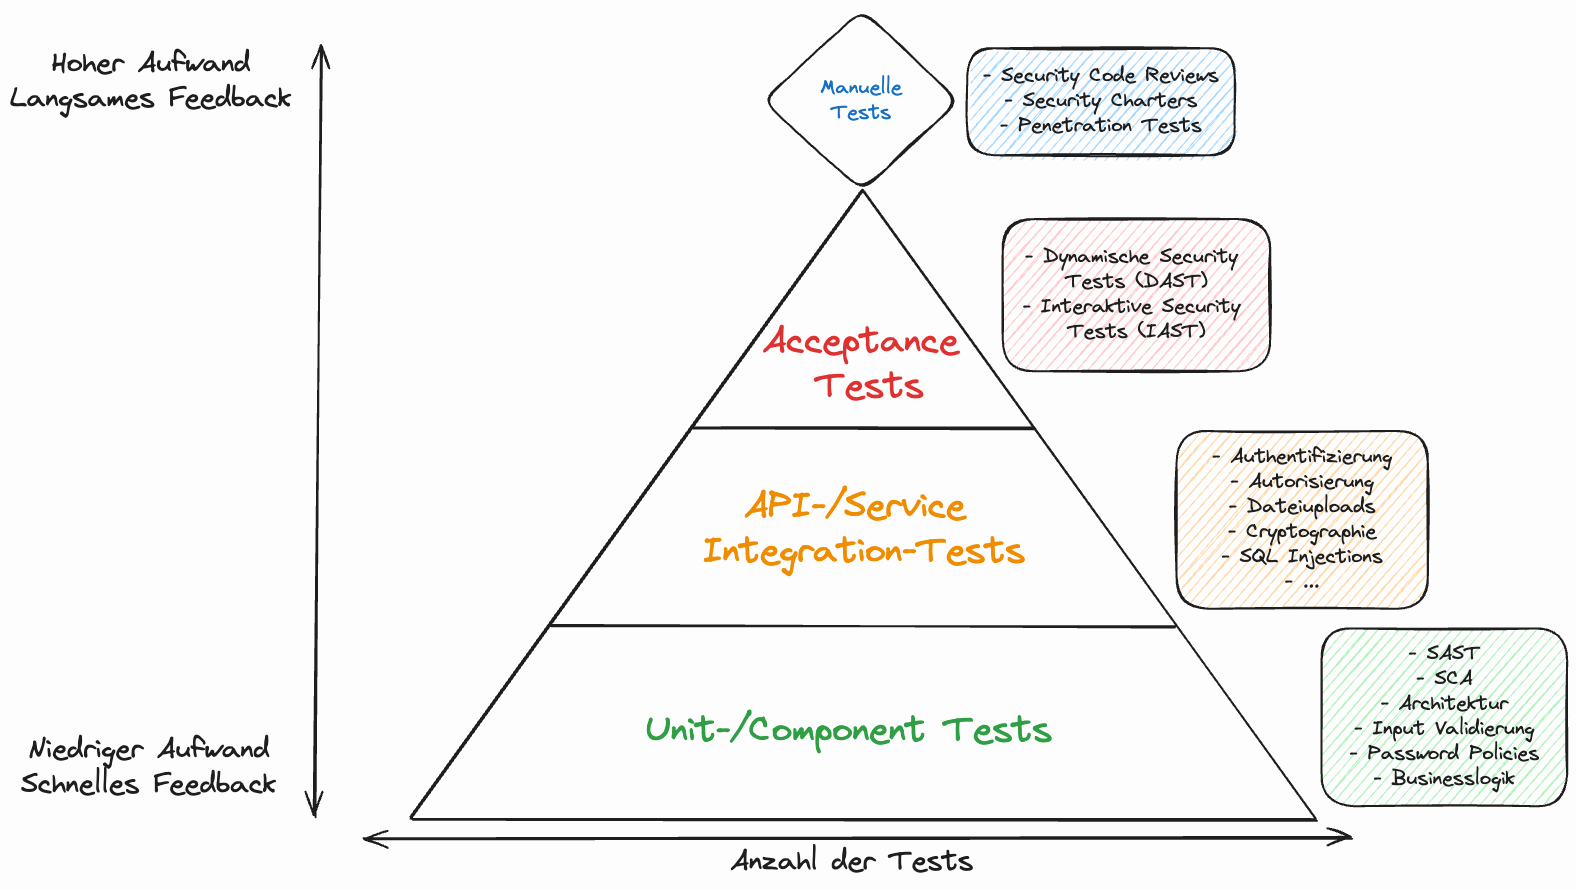 Hoher Aufwand
Langsames Feedback
Manuelle
Tests
- Security Code Reviews
- Security Charters
- Penetration Tests
- Dynamische Security
Tests (DAST)
- Interaktive Security
Tests (IAST)
Acceptance
Tests
- Authentifizierung
- Autorisierung
- Dateiuploads
- Cryptographie
- SQL Injections
- ...
API-/Service
Integration-Tests
- SAST
- SCA
- Architektur
- Input Validierung
- Password Policies
- Businesslogik
Unit-/Component Tests
Niedriger Aufwand
Schnelles Feedback
Anzahl der Tests